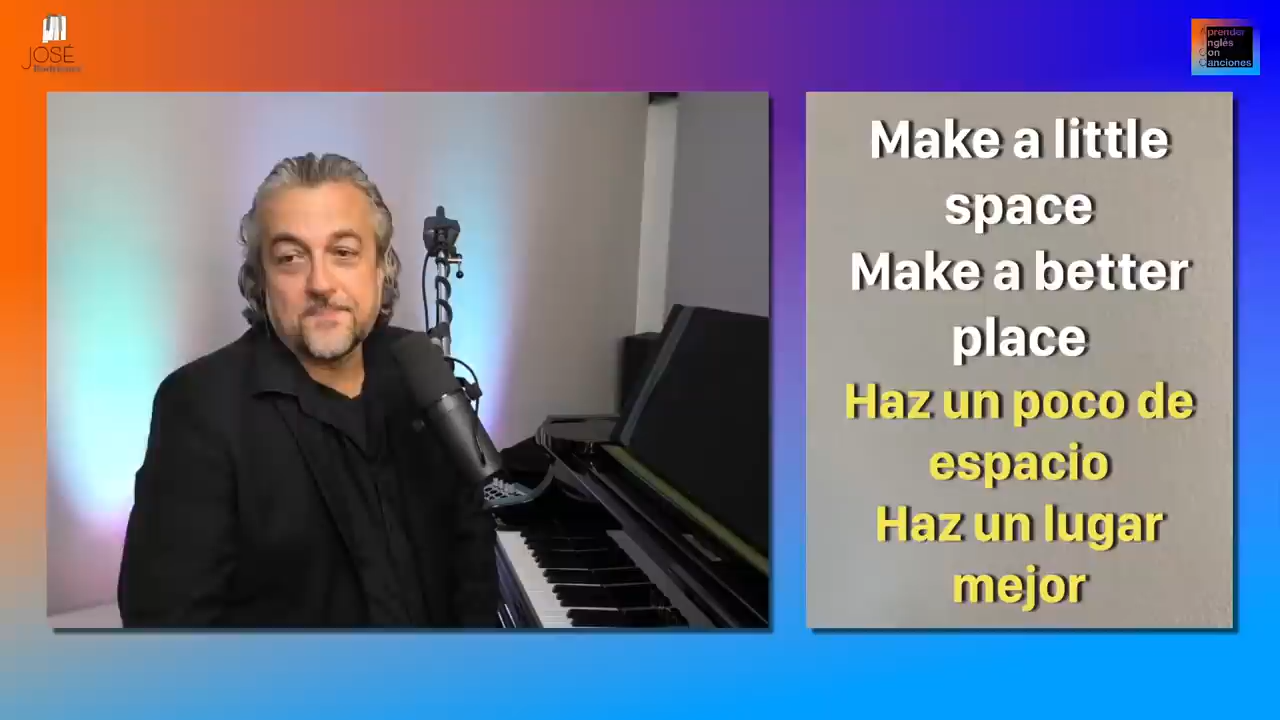 JOSÉ
Rodríguez
Aprender
Inglés
Con
Canciones
Make a little
space
Make a better
place
Haz un poco de
espacio
Haz un lugar
mejor